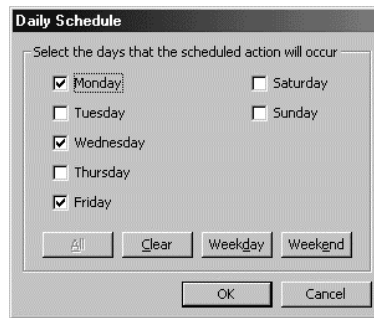 Daily Schedule
Select the days that the scheduled action will occur
Monday
Saturday
Tuesday
Sunday
Wednesday
Thursday
Friday
All
Clear
Weekday
Weekend
OK
Cancel